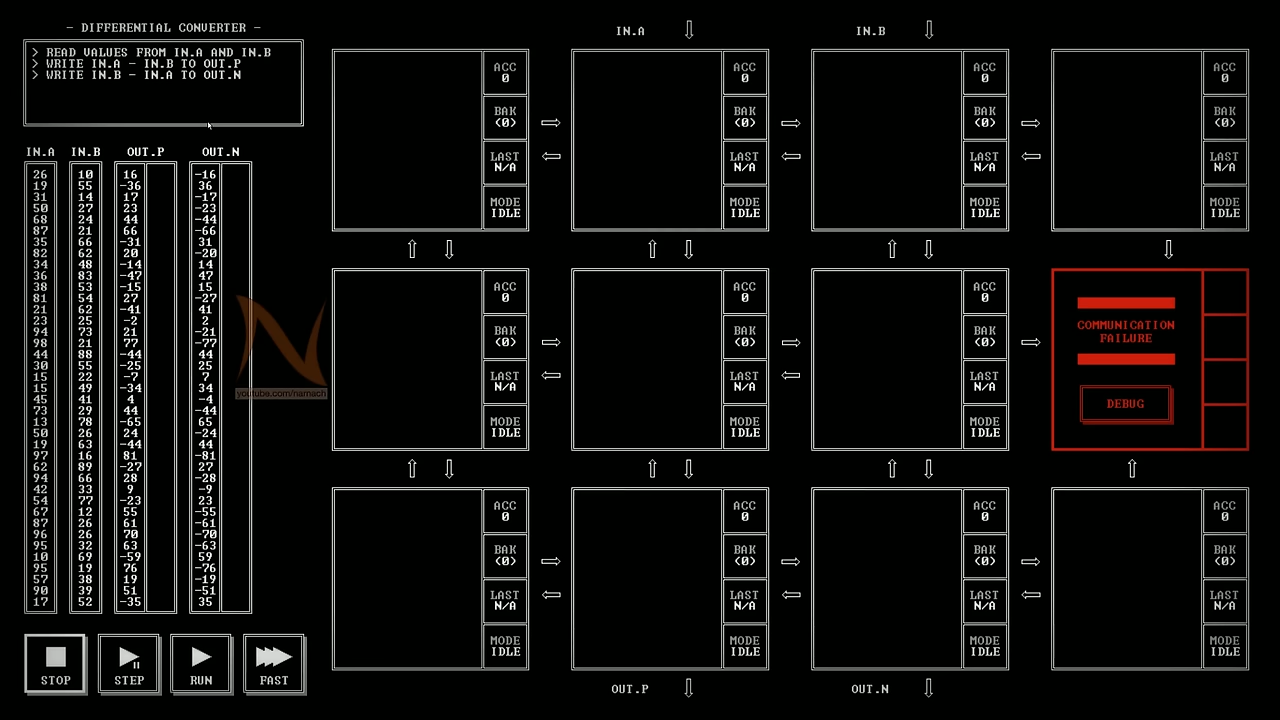 - DIFFERENTIAL CONVERTER -
> READ VALUES FROM IN.A AND IN.B
> WRITE IN.A - IN.B TO OUT.P
> WRITE IN.B - IN.A TO OUT.N
IN.A IN.B OUT.P OUT.N
26 10 16 -16
19 55 -36 36
31 14 17 -17
50 27 23 -23
68 24 44 -44
87 21 66 -66
35 66 -31 31
82 62 20 -20
34 48 -14 14
36 83 -47 47
38 53 -15 15
81 54 27 -27
21 62 -41 41
23 25 -2 2
94 73 21 -21
98 21 77 -77
44 88 -44 44
30 55 -25 25
15 22 -7 7
15 49 -34 34
45 41 4 -4
73 29 44 -44
13 78 -65 65
50 26 24 -24
19 63 -44 44
97 16 81 -81
62 89 -27 27
94 66 28 -28
42 33 9 -9
54 77 -23 23
67 12 55 -55
87 26 61 -61
96 26 70 -70
95 32 63 -63
10 69 -59 59
95 19 76 -76
57 38 19 -19
90 39 51 -51
17 52 -35 35
youtube.com/namach
STOP STEP RUN FAST
IN.A IN.B
ACC ACC ACC ACC
0 0 0 0
BAK BAK BAK BAK
(0) (0) (0) (0)
LAST LAST LAST LAST
N/A N/A N/A N/A
MODE MODE MODE MODE
IDLE IDLE IDLE IDLE
ACC ACC ACC
0 0 0
BAK BAK BAK
(0) (0) (0)
LAST LAST LAST
N/A N/A N/A
MODE MODE MODE
IDLE IDLE IDLE
COMMUNICATION
FAILURE
DEBUG
ACC ACC ACC ACC
0 0 0 0
BAK BAK BAK BAK
(0) (0) (0) (0)
LAST LAST LAST LAST
N/A N/A N/A N/A
MODE MODE MODE MODE
IDLE IDLE IDLE IDLE
OUT.P OUT.N